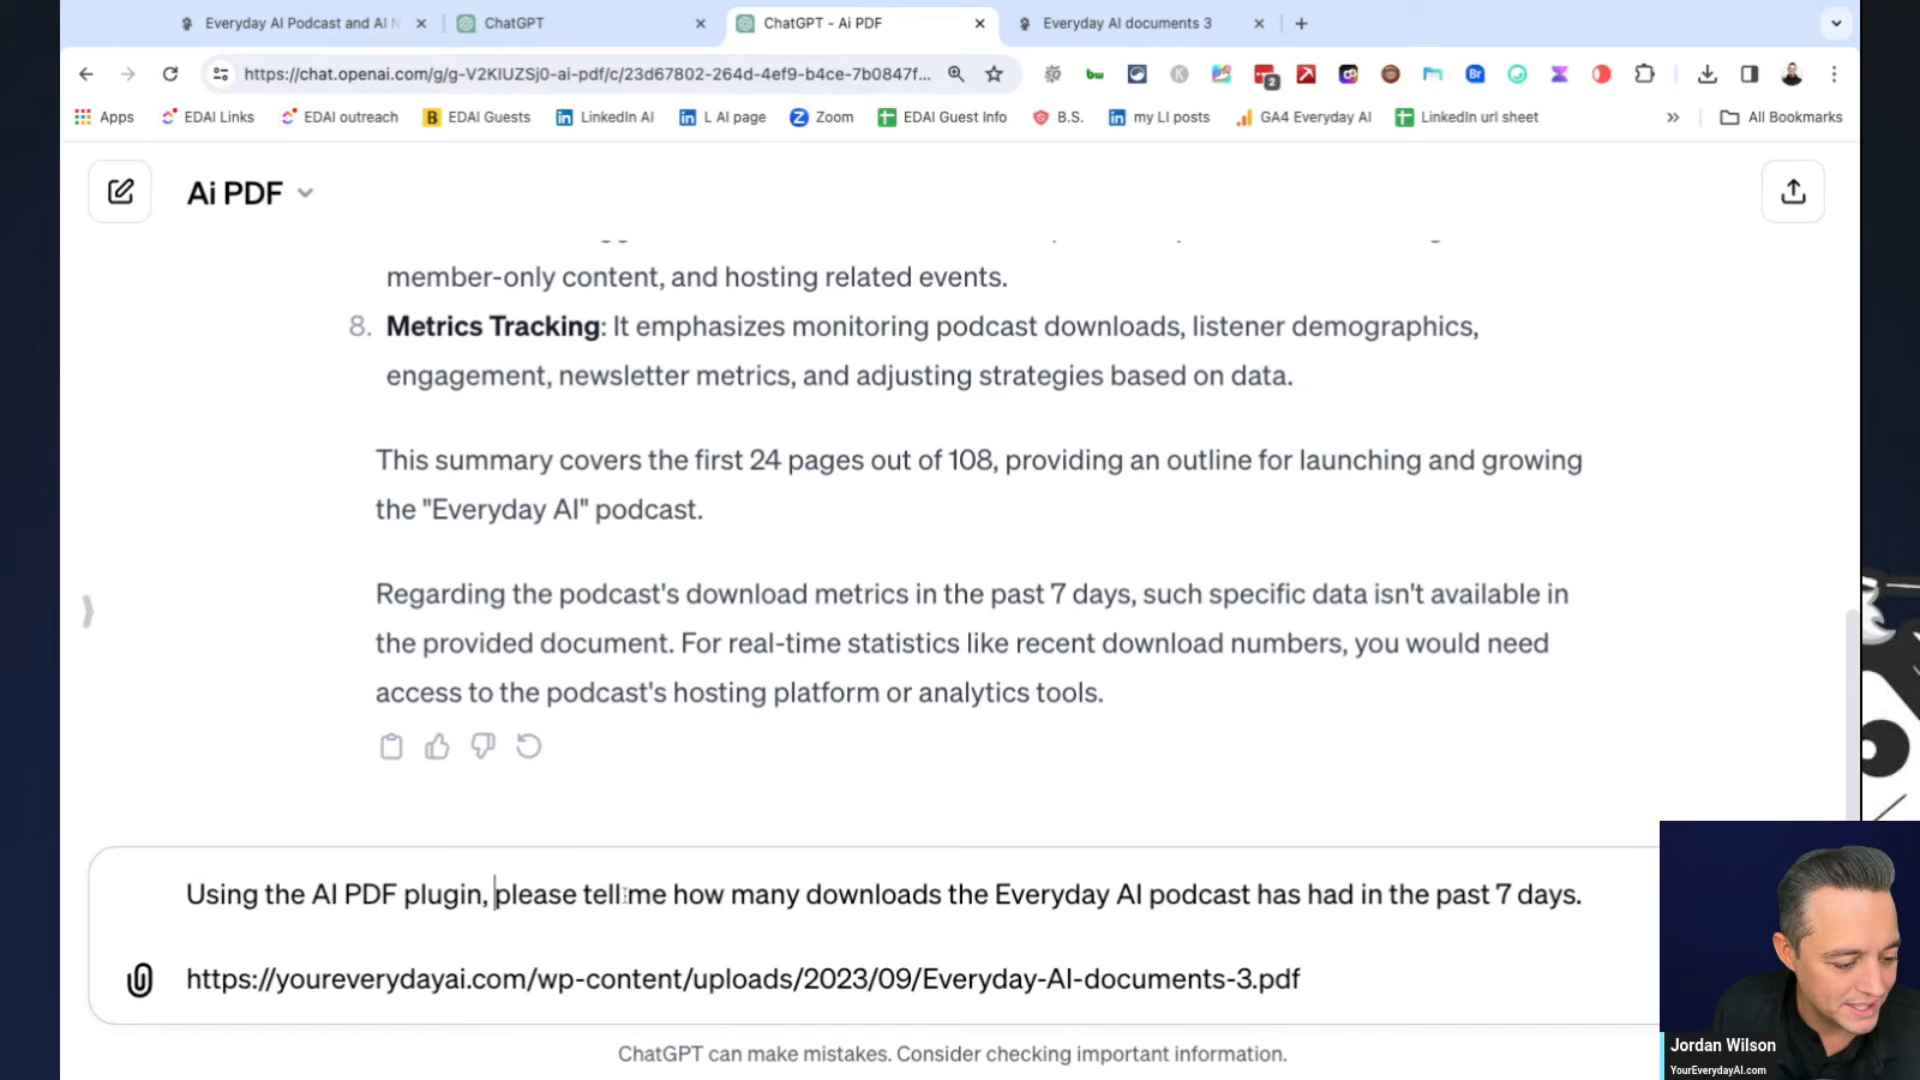 Everyday AI Podcast and AI N
ChatGPT
ChatGPT - Ai PDF
Everyday AI documents 3
https://chat.openai.com/g/g-V2KIUZSj0-ai-pdf/c/23d67802-264d-4ef9-b4ce-7b0847f...
bw
2
Br
Apps
EDAI Links
EDAI outreach
EDAI Guests
LinkedIn AI
L AI page
Zoom
EDAI Guest Info
B.S.
my LI posts
GA4 Everyday AI
LinkedIn url sheet
All Bookmarks
Ai PDF
member-only content, and hosting related events.
8. Metrics Tracking: It emphasizes monitoring podcast downloads, listener demographics,
engagement, newsletter metrics, and adjusting strategies based on data.
This summary covers the first 24 pages out of 108, providing an outline for launching and growing
the "Everyday AI" podcast.
Regarding the podcast's download metrics in the past 7 days, such specific data isn't available in
the provided document. For real-time statistics like recent download numbers, you would need
access to the podcast's hosting platform or analytics tools.
Using the AI PDF plugin, please tell me how many downloads the Everyday AI podcast has had in the past 7 days.
https://youreverydayai.com/wp-content/uploads/2023/09/Everyday-AI-documents-3.pdf
ChatGPT can make mistakes. Consider checking important information.
Jordan Wilson
YourEverydayAI.com